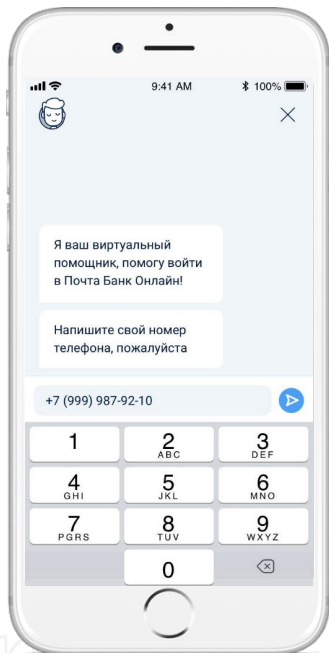 9:41 AM
100%
Я ваш виртуальный
помощник, помогу войти
в Почта Банк Онлайн!
Напишите свой номер
телефона, пожалуйста
+7 (999) 987-92-10
1
2
3
ABC
DEF
4
5
6
GHI
JKL
MNO
7
8
9
PGRS
TUV
WXYZ
0